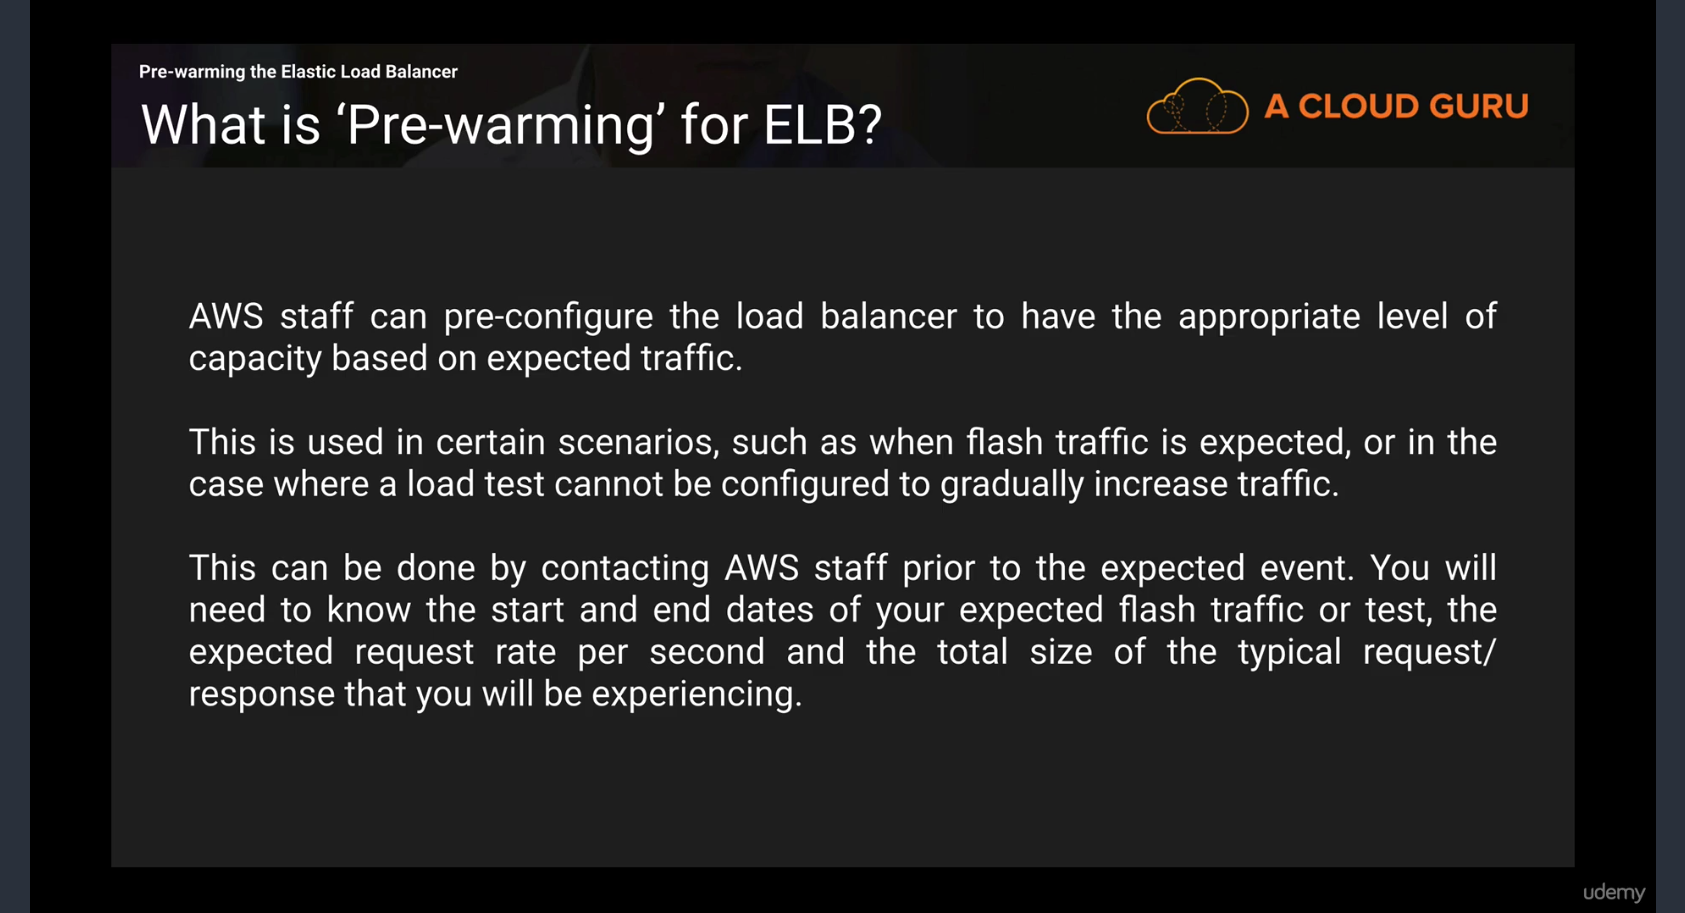 Pre-warming the Elastic Load Balancer
What is ‘Pre-warming’ for ELB?
A CLOUD GURU
AWS staff can pre-configure the load balancer to have the appropriate level of
capacity based on expected traffic.
This is used in certain scenarios, such as when flash traffic is expected, or in the
case where a load test cannot be configured to gradually increase traffic.
This can be done by contacting AWS staff prior to the expected event. You will
need to know the start and end dates of your expected flash traffic or test, the
expected request rate per second and the total size of the typical request/
response that you will be experiencing.
udemy